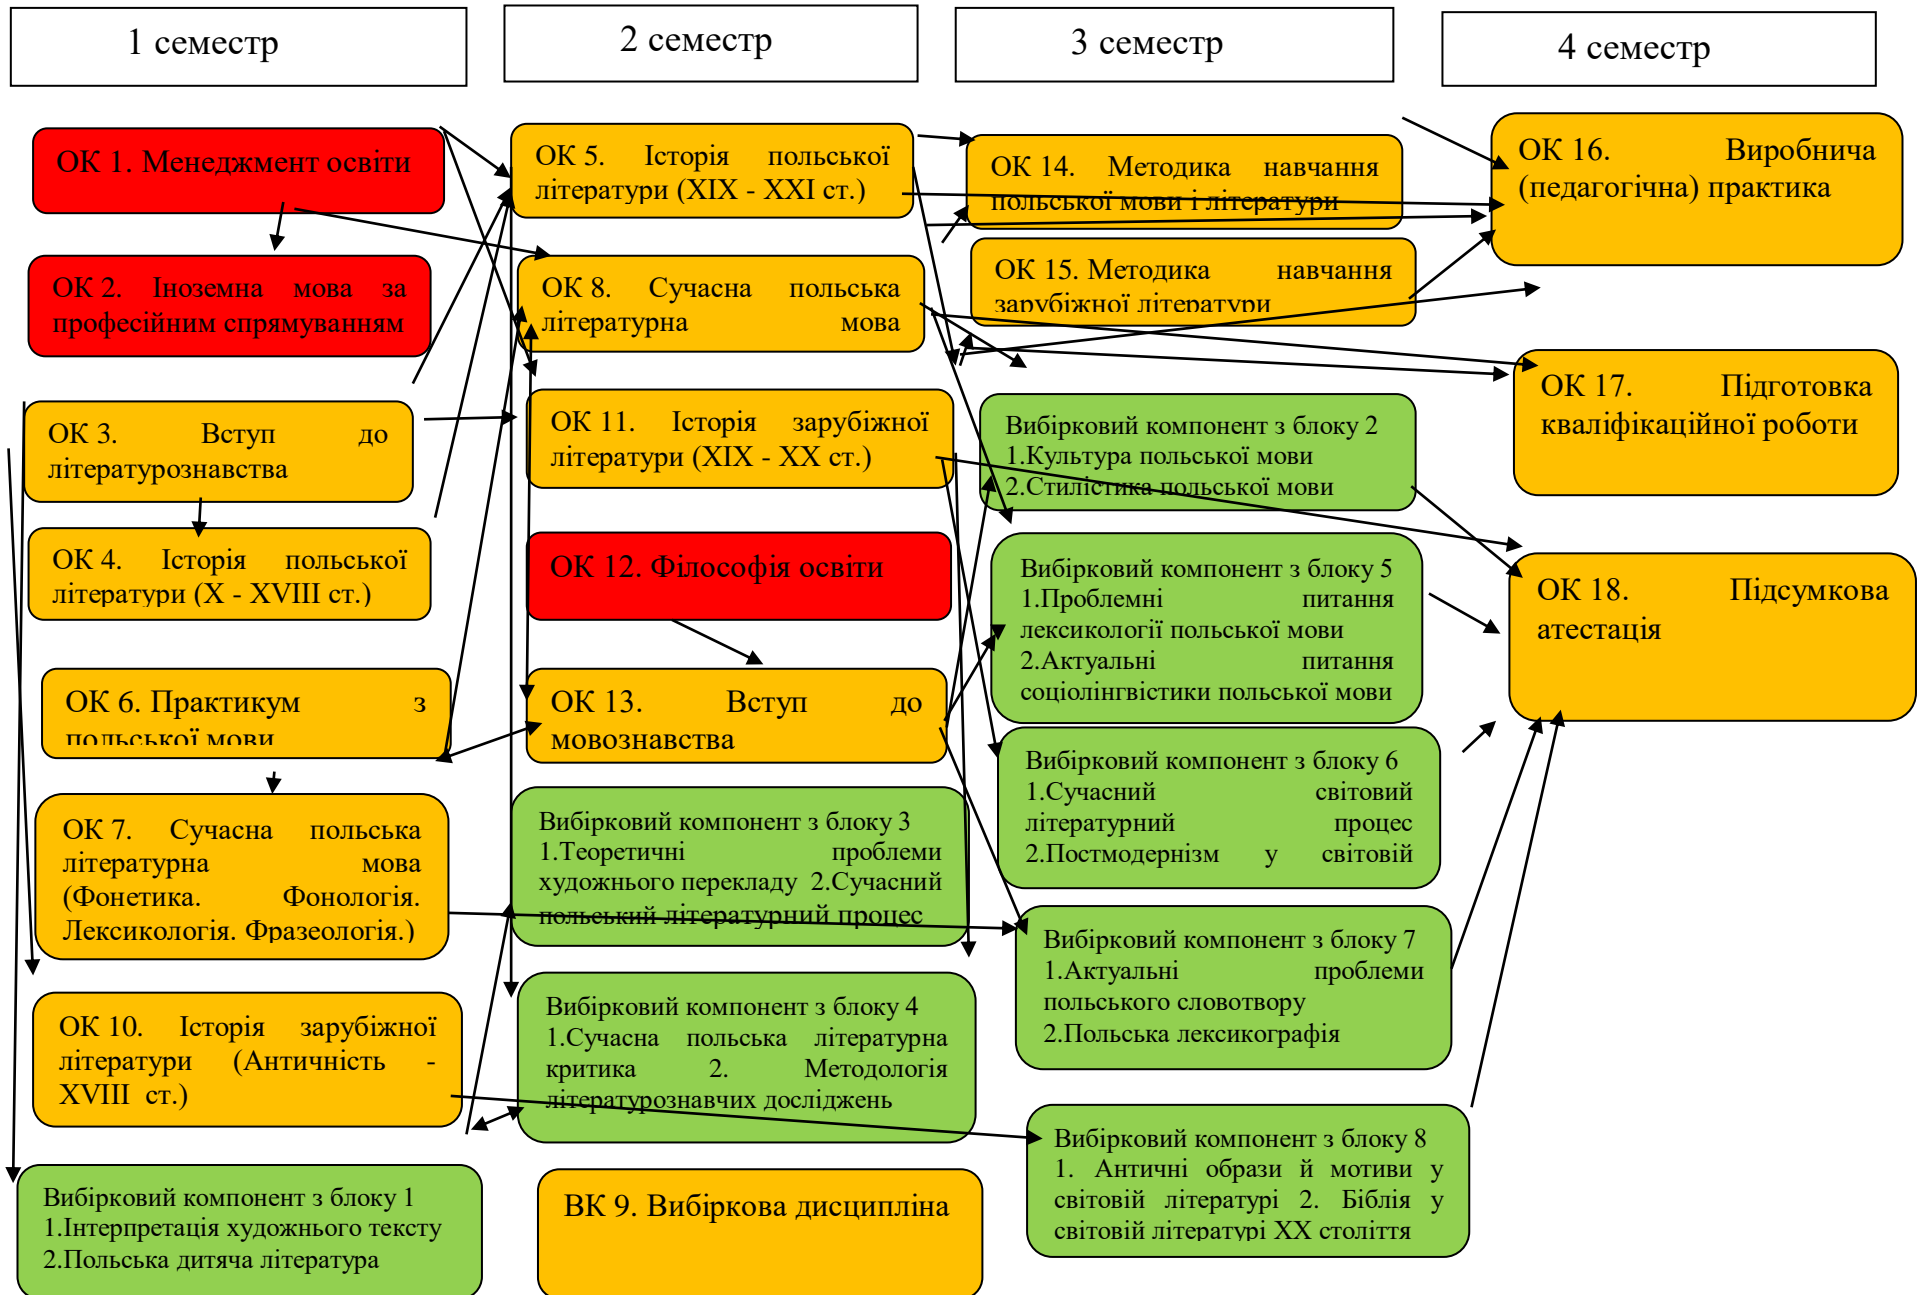 1 семестр
2 семестр
3 семестр
4 семестр
ОК 1. Менеджмент освіти
ОК 2. Іноземна мова за
професійним спрямуванням
ОК 3. Вступ до
літературознавства
ОК 4. Історія польської
літератури (X - XVIII ст.)
ОК 6. Практикум з
польської мови
ОК 7. Сучасна польська
літературна мова
(Фонетика. Фонологія.
Лексикологія. Фразеологія.)
ОК 10. Історія зарубіжної
літератури (Античність -
XVIII ст.)
Вибірковий компонент з блоку 1
1.Інтерпретація художнього тексту
2.Польська дитяча література
ОК 5. Історія польської
літератури (XIX - XXI ст.)
ОК 8. Сучасна польська
літературна мова
ОК 11. Історія зарубіжної
літератури (XIX - XX ст.)
ОК 12. Філософія освіти
ОК 13. Вступ до
мовознавства
Вибірковий компонент з блоку 3
1.Теоретичні проблеми
художнього перекладу 2.Сучасний
польський літературний процес
Вибірковий компонент з блоку 4
1.Сучасна польська літературна
критика 2. Методологія
літературознавчих досліджень
ВК 9. Вибіркова дисципліна
ОК 14. Методика навчання
польської мови і літератури
ОК 15. Методика навчання
зарубіжної літератури
Вибірковий компонент з блоку 2
1.Культура польської мови
2.Стилістика польської мови
Вибірковий компонент з блоку 5
1.Проблемні питання
лексикології польської мови
2.Актуальні питання
соціолінгвістики польської мови
Вибірковий компонент з блоку 6
1.Сучасний світовий
літературний процес
2.Постмодернізм у світовій
Вибірковий компонент з блоку 7
1.Актуальні проблеми
польського словотвору
2.Польська лексикографія
Вибірковий компонент з блоку 8
1. Античні образи й мотиви у
світовій літературі 2. Біблія у
світовій літературі XX століття
ОК 16. Виробнича
(педагогічна) практика
ОК 17. Підготовка
кваліфікаційної роботи
ОК 18. Підсумкова
атестація